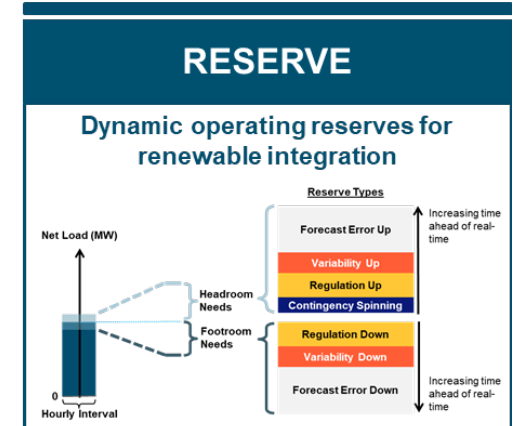 RESERVE
Dynamic operating reserves for
renewable integration
Reserve Types
Net Load (MW)
Forecast Error Up
Increasing time
ahead of real-
time
Variability Up
Headroom
Needs
Regulation Up
Contingency Spinning
Footroom
Needs
Regulation Down
Variability Down
Forecast Error Down
Increasing time
ahead of real-
time
0
Hourly Interval